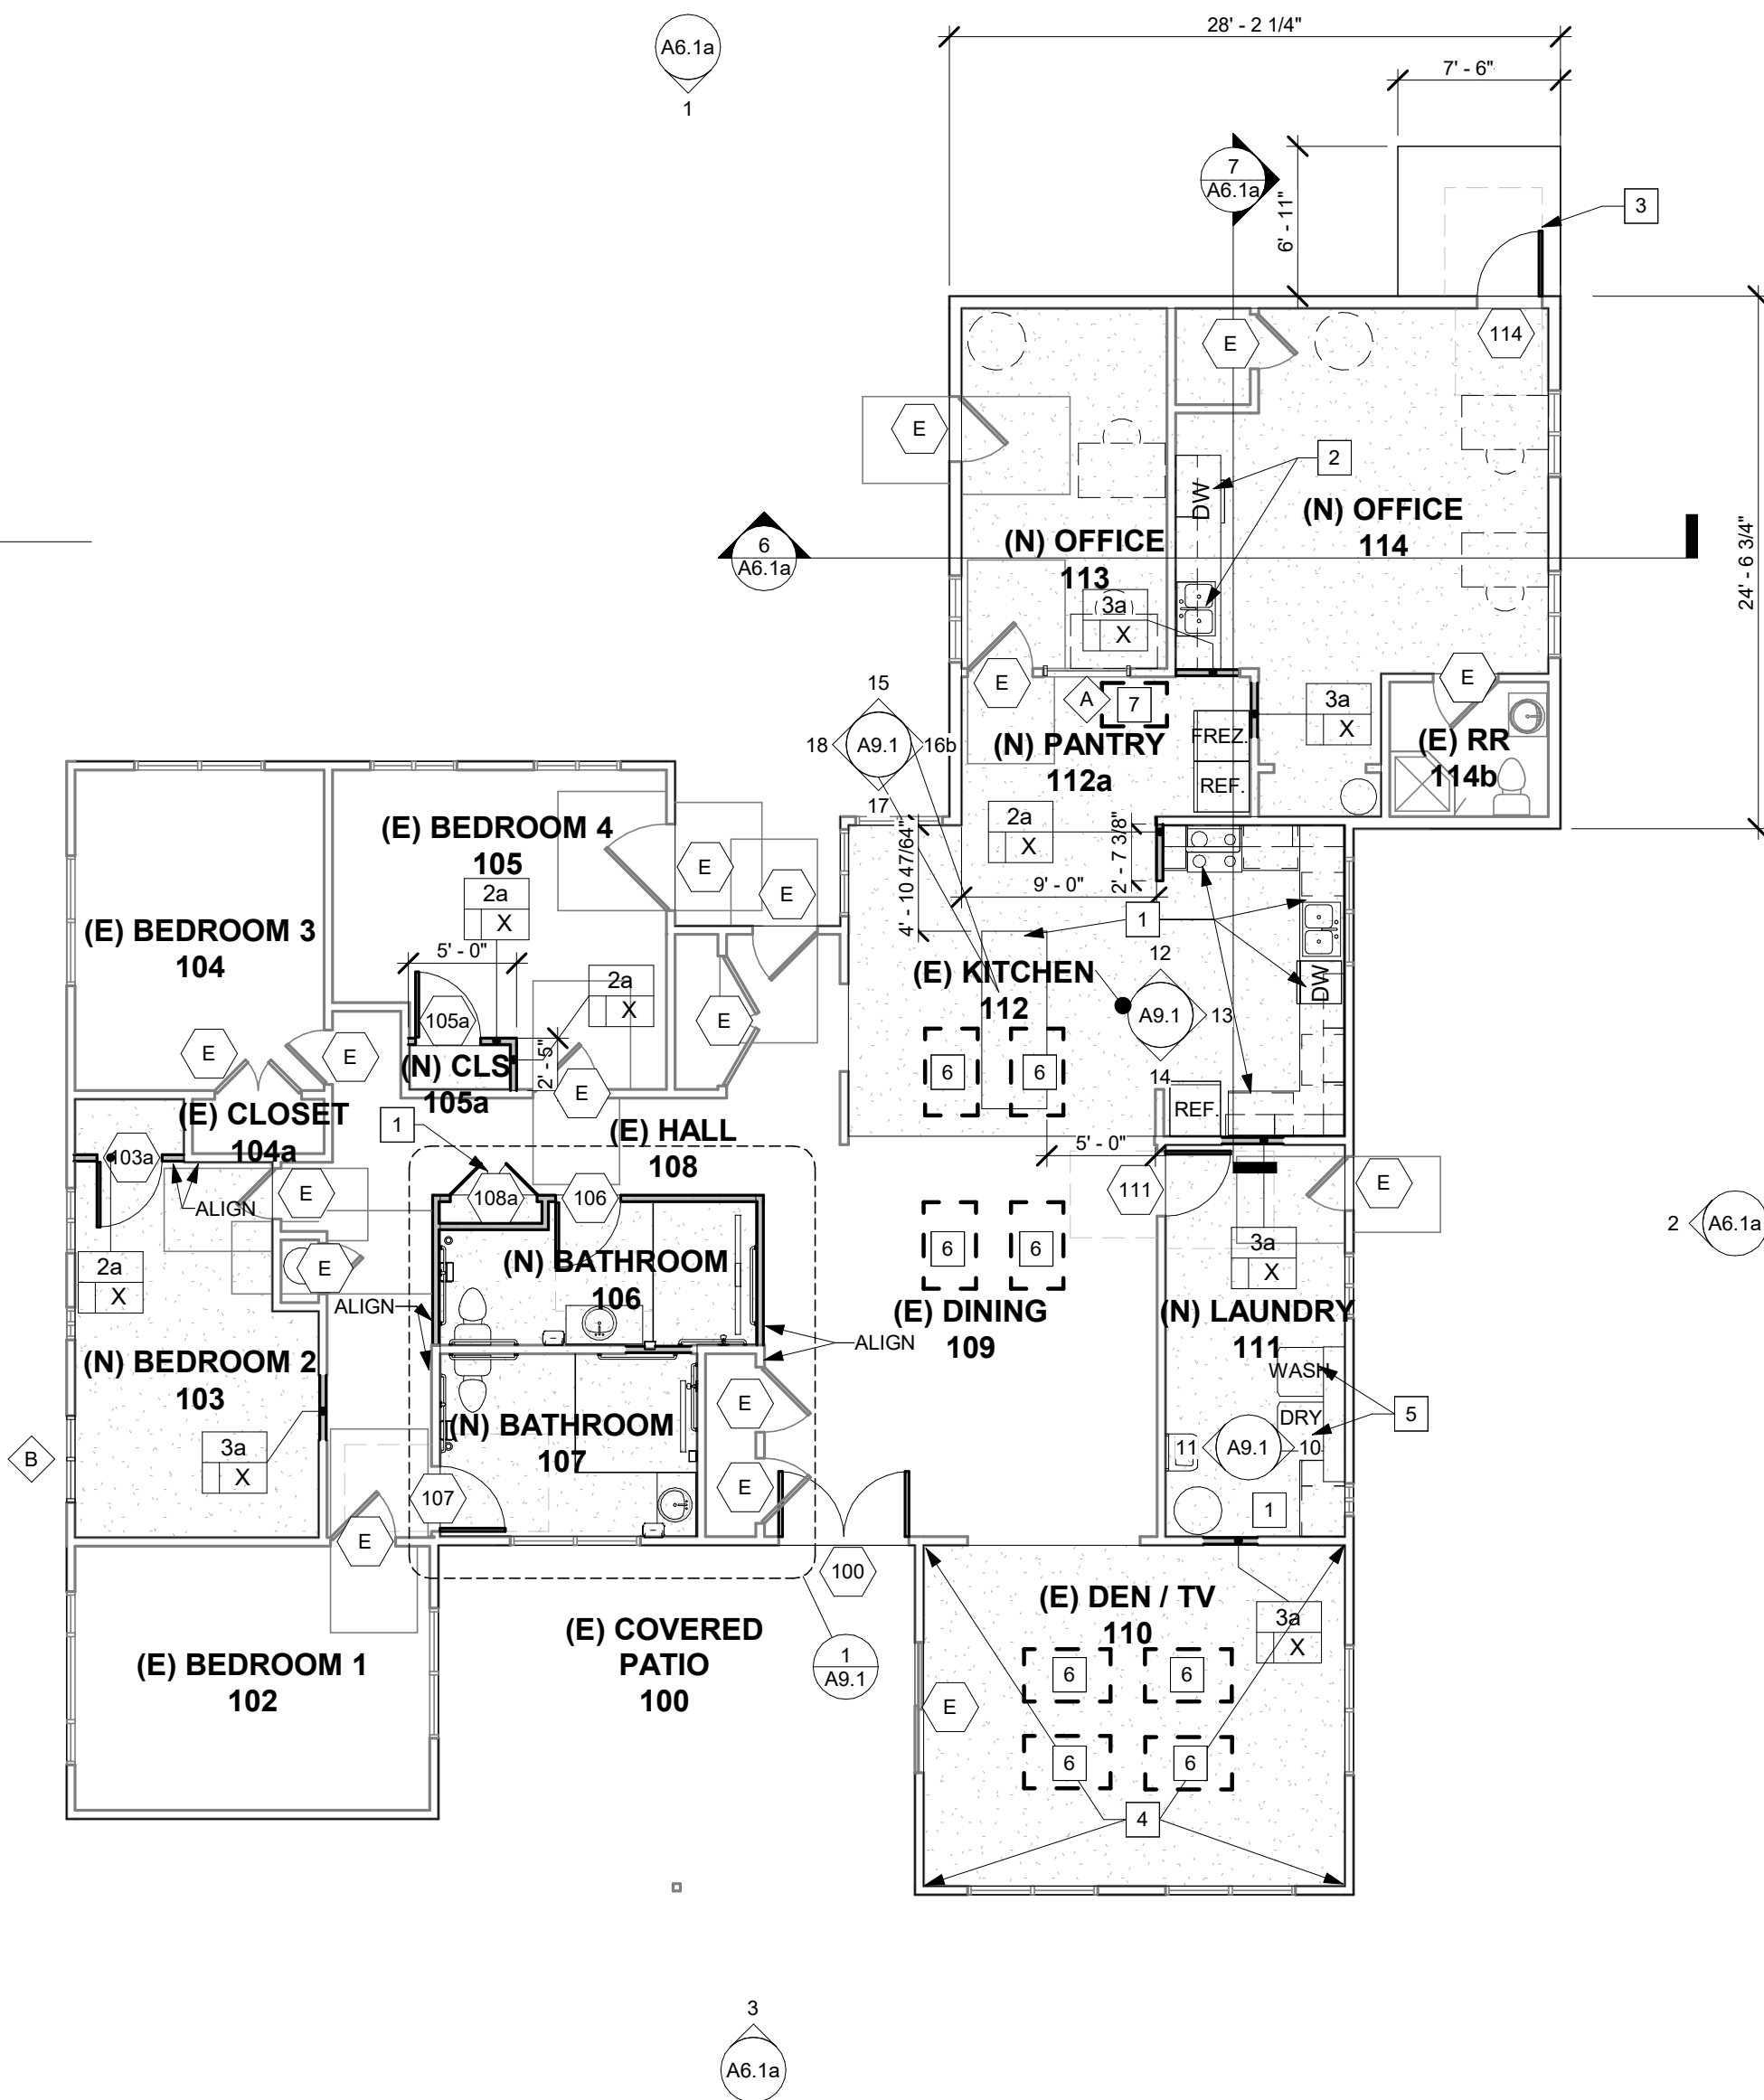 28' - 2 1/4"
A6.1a
1
7' - 6"
7
A6.1a
6' - 11"
3
114
E
E
2
DW
(N) OFFICE
114
(N) OFFICE
113
6
A6.1a
24' - 6 3/4"
3a
X
E
E
15
A
7
3a
X
18
A9.1
16b
(N) PANTRY
112a
FREZ.
(E) RR
114b
REF.
17
2a
X
4' - 10 47/64"
2' - 7 3/8"
9' - 0"
(E) BEDROOM 4
105
E
E
2a
X
1
(E) BEDROOM 3
104
5' - 0"
12
(E) KITCHEN
112
DW
2a
X
105a
E
A9.1
13
E
E
(N) CLS
105a
2' - 5"
E
6
6
14
REF.
(E) CLOSET
104a
1
(E) HALL
108
5' - 0"
103a
E
108a
106
111
E
ALIGN
2
A6.1a
2a
X
E
(N) BATHROOM
106
6
6
3a
X
ALIGN
(E) DINING
109
(N) LAUNDRY
111
ALIGN
(N) BEDROOM 2
103
WASH
E
DRY
5
(N) BATHROOM
107
3a
X
B
11
A9.1
10
107
E
1
E
100
(E) DEN / TV
110
3a
X
(E) COVERED
PATIO
100
1
A9.1
(E) BEDROOM 1
102
6
6
E
6
6
4
3
A6.1a